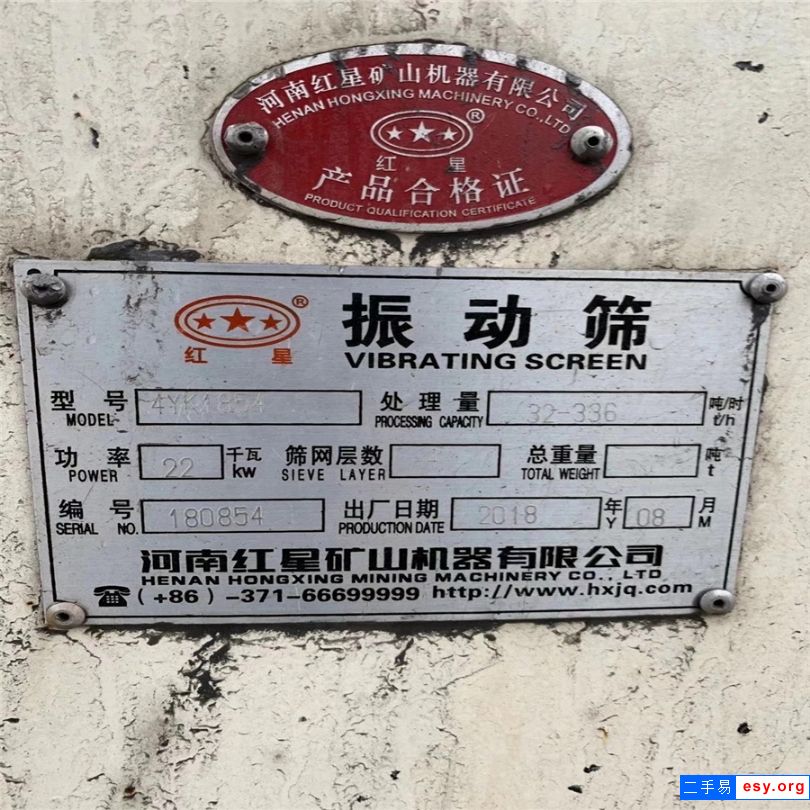 河南红星矿山机器有限公司
HENAN HONGXING MACHINERY CO., LTD
®
红星
产品合格证
PRODUCT QUALIFICATION CERTIFICATE
® 振动筛
红星 VIBRATING SCREEN
型号 4YK1854 处理量 32-336 吨/时
MODEL PROCESSING CAPACITY t/h
功率 22 千瓦 筛网层数 总重量 吨
POWER kw SIEVE LAYER TOTAL WEIGHT t
编号 180854 出厂日期 2018 年 08 月
SERIAL NO. PRODUCTION DATE Y M
河南红星矿山机器有限公司
HENAN HONGXING MINING MACHINERY CO., LTD
☎(+86)-371-66699999 http://www.hxjq.com
二手易 esy.org